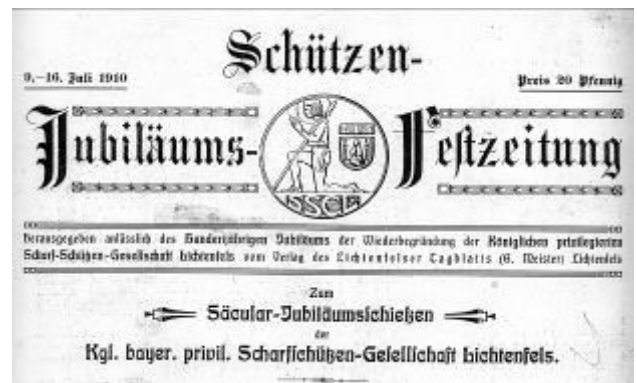 Schützen-
9.–16. Juli 1910
Preis 20 Pfennig
Jubiläums-
Festzeitung
SSGL
Herausgegeben anlässlich des Hunderjährigen Jubiläums der Wiederbegründung der Königlichen privilegierten
Scharf-Schützen-Gesellschaft Lichtenfels vom Verlag des Lichtenfelser Tagblatts (G. Meister) Lichtenfels
Zum
Säcular-Jubiläumsschießen
der
Kgl. bayer. privil. Scharfschützen-Gesellschaft Lichtenfels.